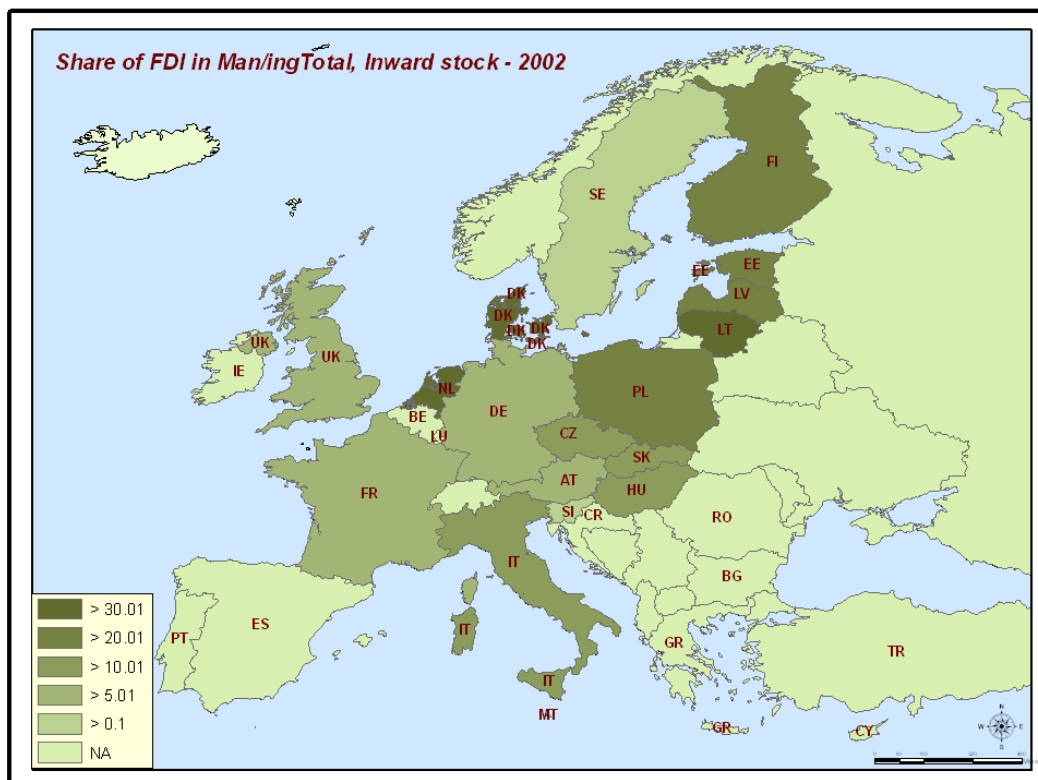 Share of FDI in Man/ingTotal, Inward stock - 2002
FI
SE
EE
EE
LV
DK
DK
LT
DK
DK
DK
UK
UK
IE
NL
PL
DE
BE
LU
CZ
SK
AT
HU
FR
SI
CR
RO
IT
BG
ES
PT
IT
GR
TR
IT
MT
GR
CY
> 30.01
> 20.01
> 10.01
> 5.01
> 0.1
NA
N
W
E
S